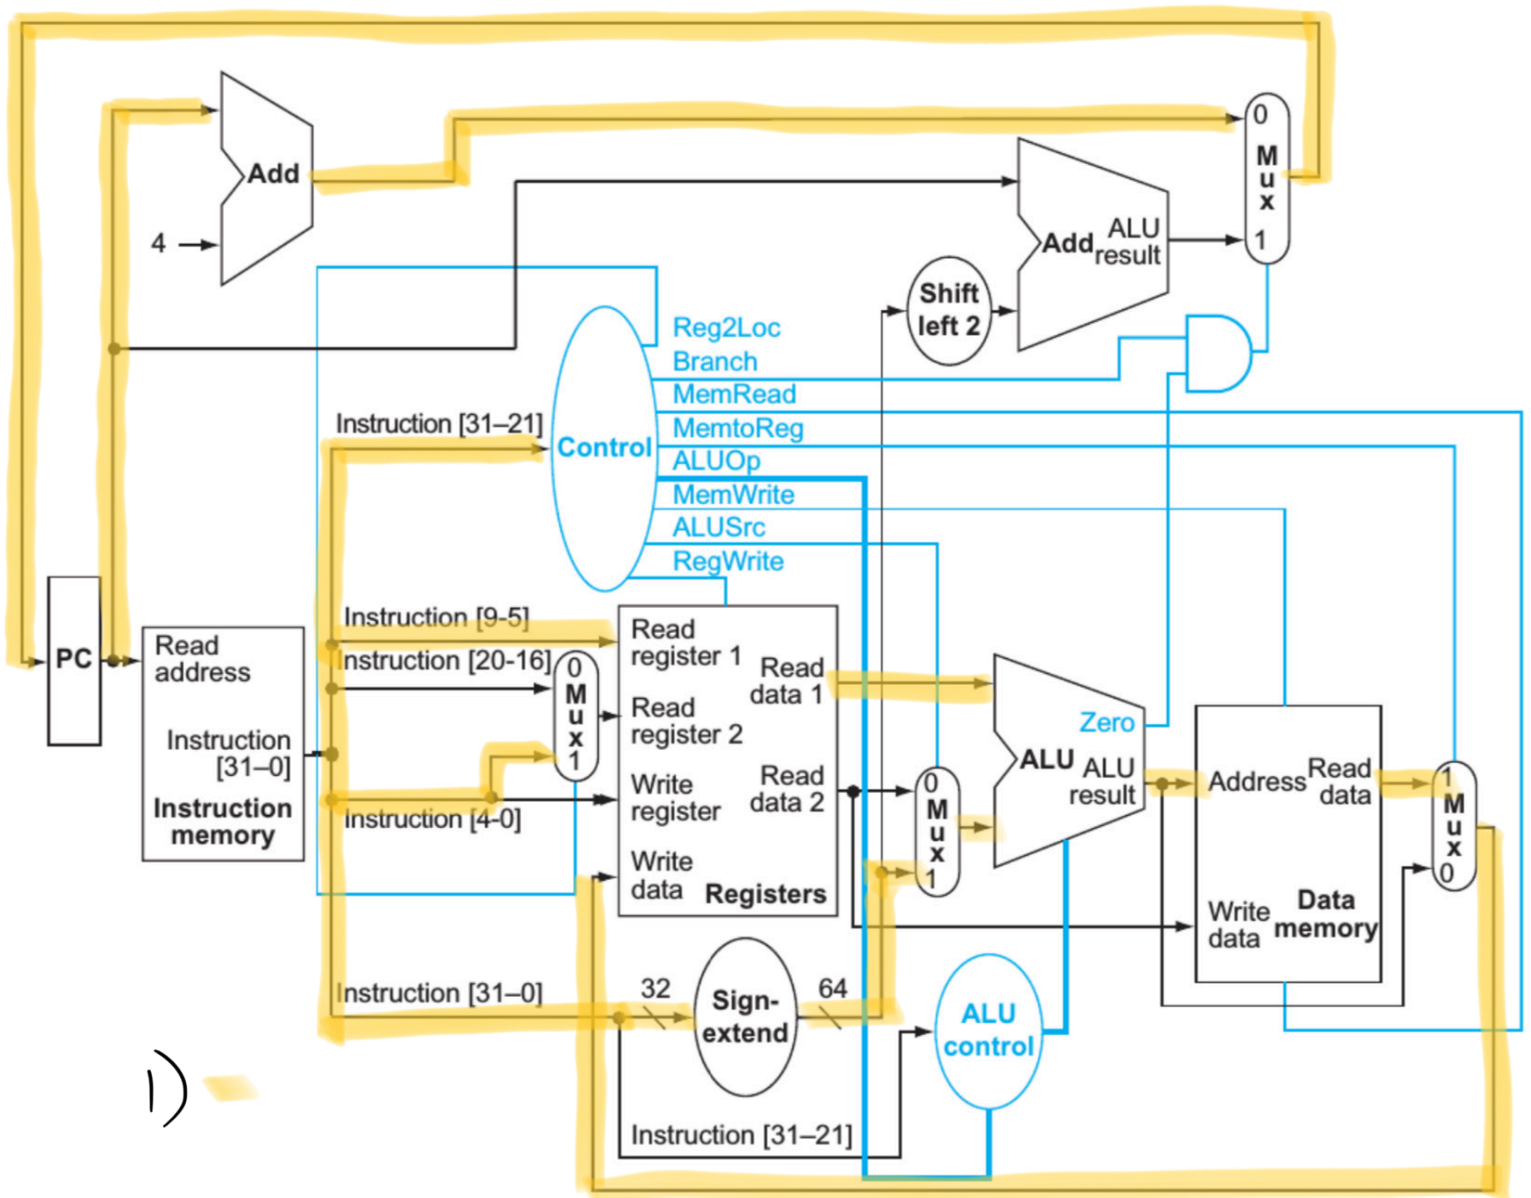 0
Mux
1
Add
4
Add ALU result
Shift left 2
Reg2Loc
Branch
MemRead
MemtoReg
ALUOp
MemWrite
ALUSrc
RegWrite
Control
Instruction [31–21]
PC
Read address
Instruction [31–0]
Instruction memory
Instruction [9-5]
Instruction [20-16]
Instruction [4-0]
0
Mux
1
Read register 1
Read register 2
Write register
Write data
Read data 1
Read data 2
Registers
0
Mux
1
Zero
ALU
ALU result
Address
Read data
Write data
Data memory
1
Mux
0
Instruction [31–0]
32
Sign-extend
64
ALU control
Instruction [31–21]
1)